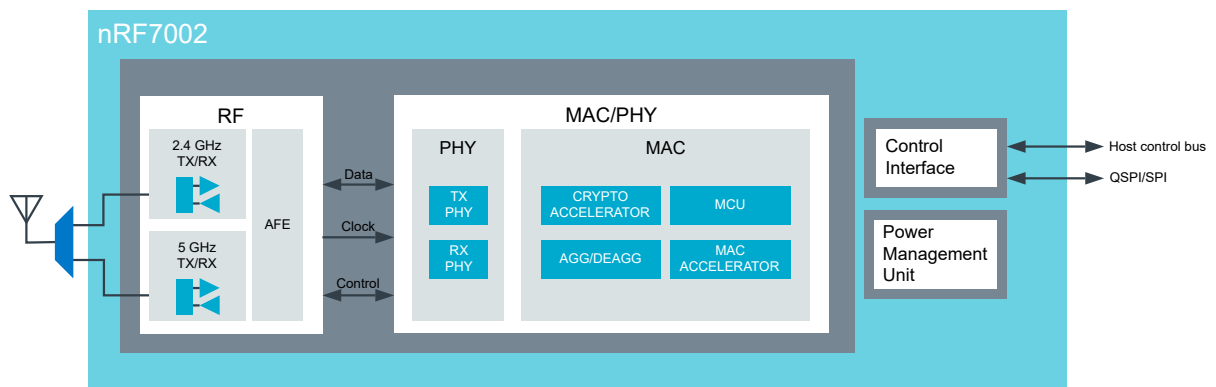 nRF7002
RF
2.4 GHz
TX/RX
5 GHz
TX/RX
AFE
Data
Clock
Control
MAC/PHY
PHY
TX
PHY
RX
PHY
MAC
CRYPTO
ACCELERATOR
MCU
AGG/DEAGG
MAC
ACCELERATOR
Control
Interface
Power
Management
Unit
Host control bus
QSPI/SPI